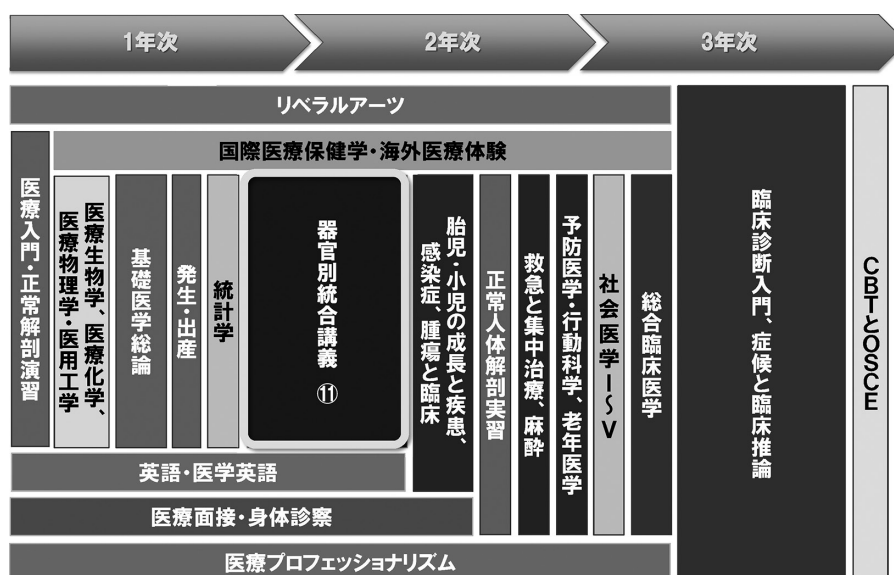 1年次
2年次
3年次
リベラルアーツ
国際医療保健学・海外医療体験
医療入門・正常解剖演習
医療生物学、医療化学、
医療物理学・医用工学
基礎医学総論
発生・出産
統計学
器官別統合講義 ⑪
胎児・小児の成長と疾患、
感染症、腫瘍と臨床
正常人体解剖実習
救急と集中治療、麻酔
予防医学・行動科学、老年医学
社会医学Ⅰ～Ⅴ
総合臨床医学
臨床診断入門、症候と臨床推論
CBTとOSCE
英語・医学英語
医療面接・身体診察
医療プロフェッショナリズム